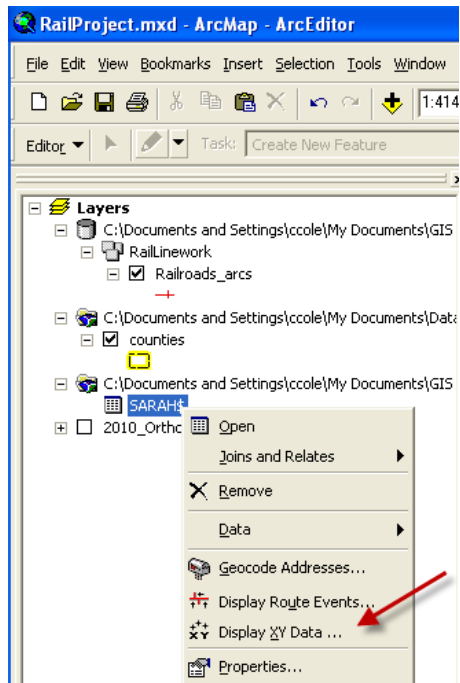 RailProject.mxd - ArcMap - ArcEditor
File Edit View Bookmarks Insert Selection Tools Window
1:414
Editor Task: Create New Feature
Layers
C:\Documents and Settings\ccole\My Documents\GIS
RailLinework
Railroads_arcs
C:\Documents and Settings\ccole\My Documents\Data
counties
C:\Documents and Settings\ccole\My Documents\GIS
SARAH$
2010_Ortho
Open
Joins and Relates
Remove
Data
Geocode Addresses...
Display Route Events...
Display XY Data ...
Properties...